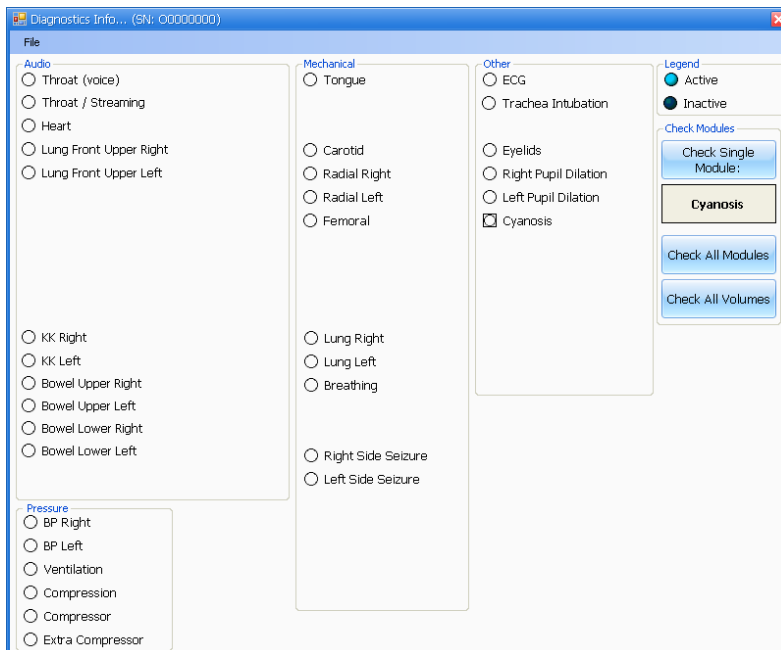 Diagnostics Info... (SN: O0000000)
File
Audio
Throat (voice)
Throat / Streaming
Heart
Lung Front Upper Right
Lung Front Upper Left
KK Right
KK Left
Bowel Upper Right
Bowel Upper Left
Bowel Lower Right
Bowel Lower Left
Pressure
BP Right
BP Left
Ventilation
Compression
Compressor
Extra Compressor
Mechanical
Tongue
Carotid
Radial Right
Radial Left
Femoral
Lung Right
Lung Left
Breathing
Right Side Seizure
Left Side Seizure
Other
ECG
Trachea Intubation
Eyelids
Right Pupil Dilation
Left Pupil Dilation
Cyanosis
Legend
Active
Inactive
Check Modules
Check Single
Module:
Cyanosis
Check All Modules
Check All Volumes